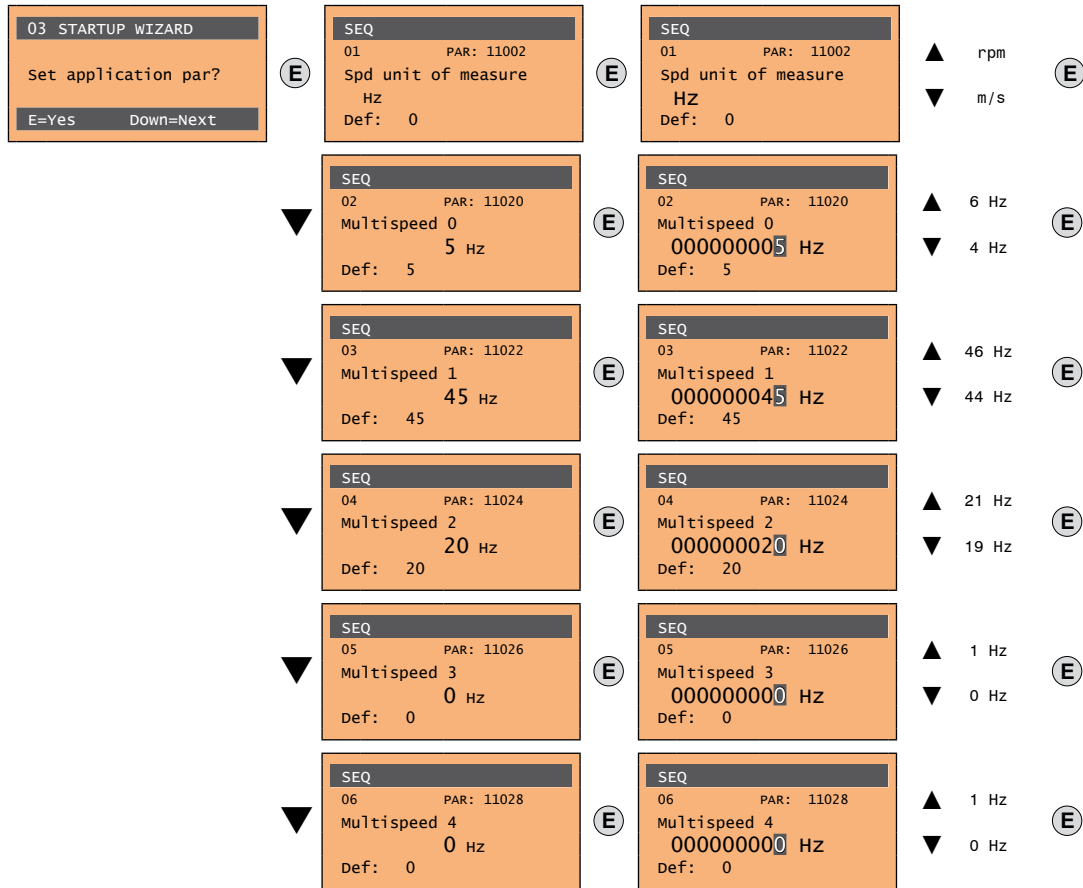 03 STARTUP WIZARD
Set application par?
E=Yes Down=Next
E
SEQ
01 PAR: 11002
Spd unit of measure
Hz
Def: 0
E
SEQ
01 PAR: 11002
Spd unit of measure
Hz
Def: 0
▲ rpm
▼ m/s
E
▼
SEQ
02 PAR: 11020
Multispeed 0
5 Hz
Def: 5
E
SEQ
02 PAR: 11020
Multispeed 0
000000005 Hz
Def: 5
▲ 6 Hz
▼ 4 Hz
E
▼
SEQ
03 PAR: 11022
Multispeed 1
45 Hz
Def: 45
E
SEQ
03 PAR: 11022
Multispeed 1
000000045 Hz
Def: 45
▲ 46 Hz
▼ 44 Hz
E
▼
SEQ
04 PAR: 11024
Multispeed 2
20 Hz
Def: 20
E
SEQ
04 PAR: 11024
Multispeed 2
000000020 Hz
Def: 20
▲ 21 Hz
▼ 19 Hz
E
▼
SEQ
05 PAR: 11026
Multispeed 3
0 Hz
Def: 0
E
SEQ
05 PAR: 11026
Multispeed 3
000000000 Hz
Def: 0
▲ 1 Hz
▼ 0 Hz
E
▼
SEQ
06 PAR: 11028
Multispeed 4
0 Hz
Def: 0
E
SEQ
06 PAR: 11028
Multispeed 4
000000000 Hz
Def: 0
▲ 1 Hz
▼ 0 Hz
E